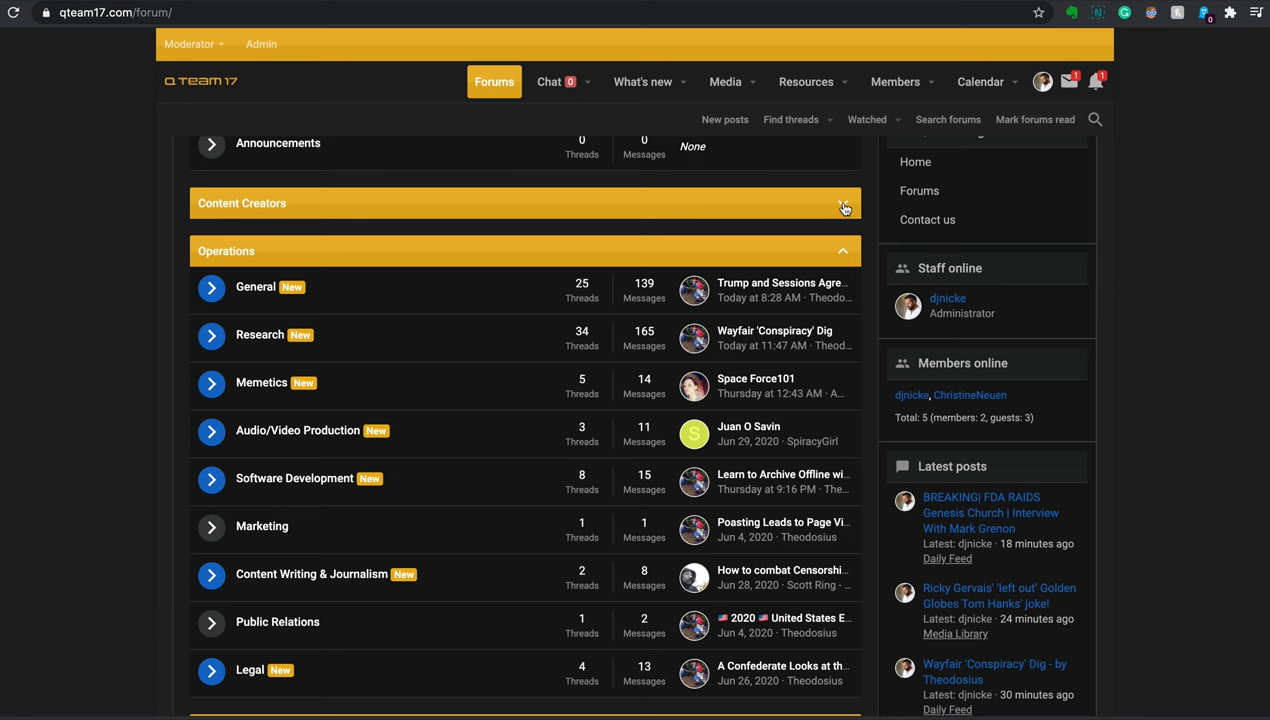 qteam17.com/forum/
0
Moderator
Admin
Q TEAM 17
Forums
Chat 0
What's new
Media
Resources
Members
Calendar
1
1
New posts
Find threads
Watched
Search forums
Mark forums read
Announcements
0
Threads
0
Messages
None
Content Creators
Operations
General New
25
Threads
139
Messages
Trump and Sessions Agre...
Today at 8:28 AM · Theodo...
Research New
34
Threads
165
Messages
Wayfair 'Conspiracy' Dig
Today at 11:47 AM · Theod...
Memetics New
5
Threads
14
Messages
Space Force101
Thursday at 12:43 AM · A...
Audio/Video Production New
3
Threads
11
Messages
S
Juan O Savin
Jun 29, 2020 · SpiracyGirl
Software Development New
8
Threads
15
Messages
Learn to Archive Offline wi...
Thursday at 9:16 PM · The...
Marketing
1
Threads
1
Messages
Poasting Leads to Page Vi...
Jun 4, 2020 · Theodosius
Content Writing & Journalism New
2
Threads
8
Messages
How to combat Censorshi...
Jun 28, 2020 · Scott Ring - ...
Public Relations
1
Threads
2
Messages
🇺🇸 2020 🇺🇸 United States E...
Jun 4, 2020 · Theodosius
Legal New
4
Threads
13
Messages
A Confederate Looks at th...
Jun 26, 2020 · Theodosius
Home
Forums
Contact us
Staff online
djnicke
Administrator
Members online
djnicke, ChristineNeuen
Total: 5 (members: 2, guests: 3)
Latest posts
BREAKING| FDA RAIDS
Genesis Church | Interview
With Mark Grenon
Latest: djnicke · 18 minutes ago
Daily Feed
Ricky Gervais' 'left out' Golden
Globes Tom Hanks' joke!
Latest: djnicke · 24 minutes ago
Media Library
Wayfair 'Conspiracy' Dig - by
Theodosius
Latest: djnicke · 30 minutes ago
Daily Feed